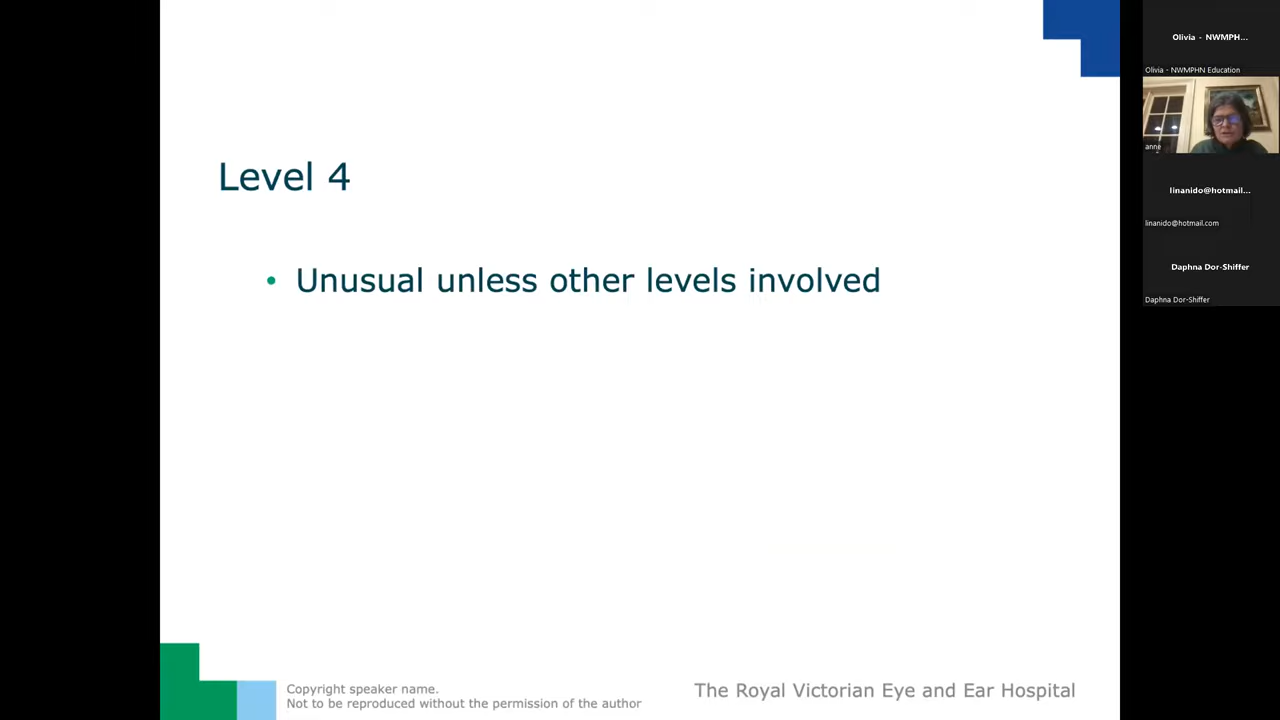 Level 4
• Unusual unless other levels involved
Copyright speaker name.
Not to be reproduced without the permission of the author
The Royal Victorian Eye and Ear Hospital
Olivia - NWMPH...
Olivia - NWMPHN Education
anne
linanido@hotmail...
linanido@hotmail.com
Daphna Dor-Shiffer
Daphna Dor-Shiffer